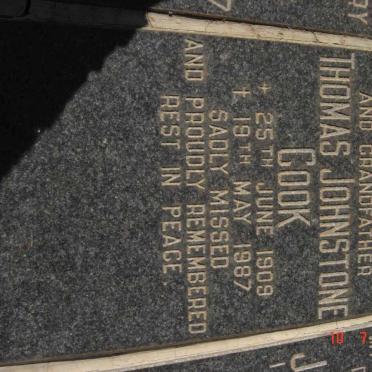 AND GRANDFATHER
THOMAS JOHNSTONE
COOK
+ 25TH JUNE 1909
† 19TH MAY 1987
SADLY MISSED
AND PROUDLY REMEMBERED
REST IN PEACE.